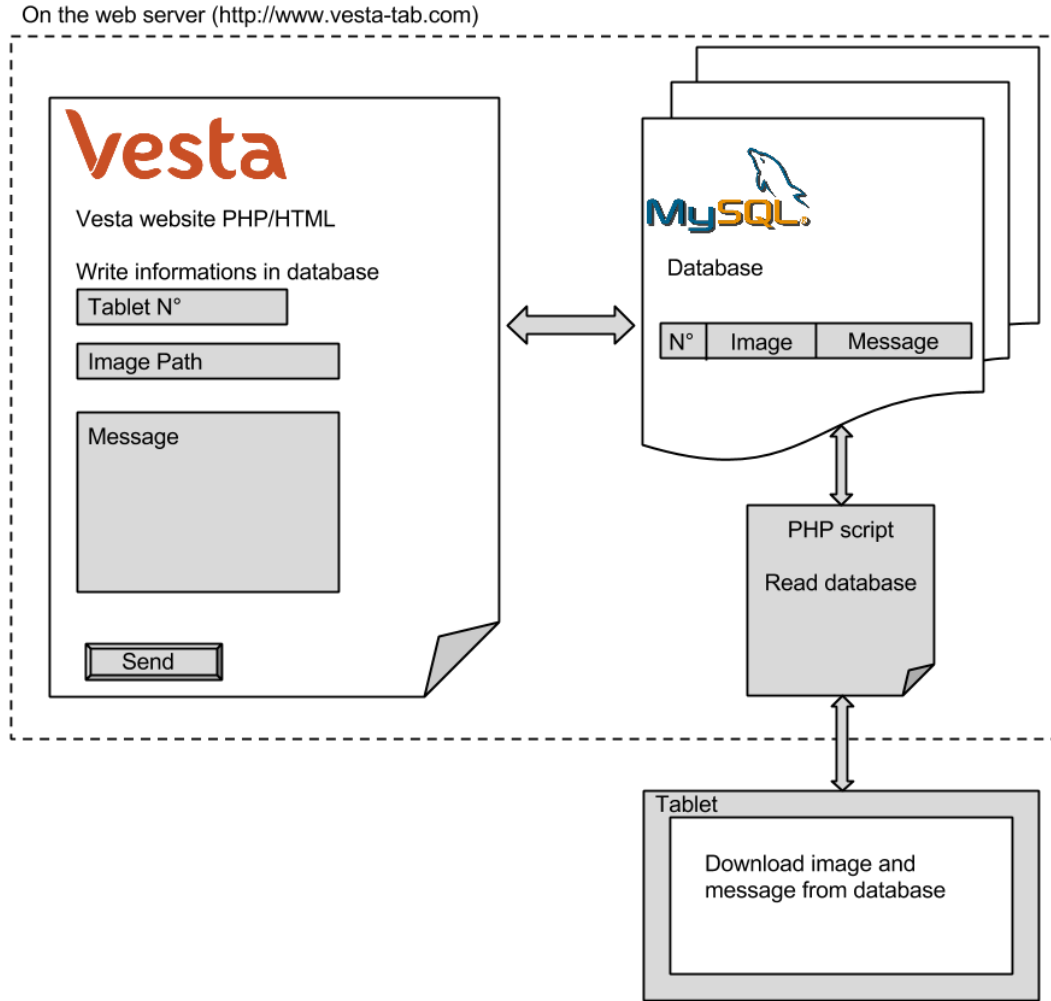 On the web server (http://www.vesta-tab.com)
Vesta
Vesta website PHP/HTML
Write informations in database
Tablet N°
Image Path
Message
Send
MySQL.
Database
N° Image Message
PHP script
Read database
Tablet
Download image and
message from database